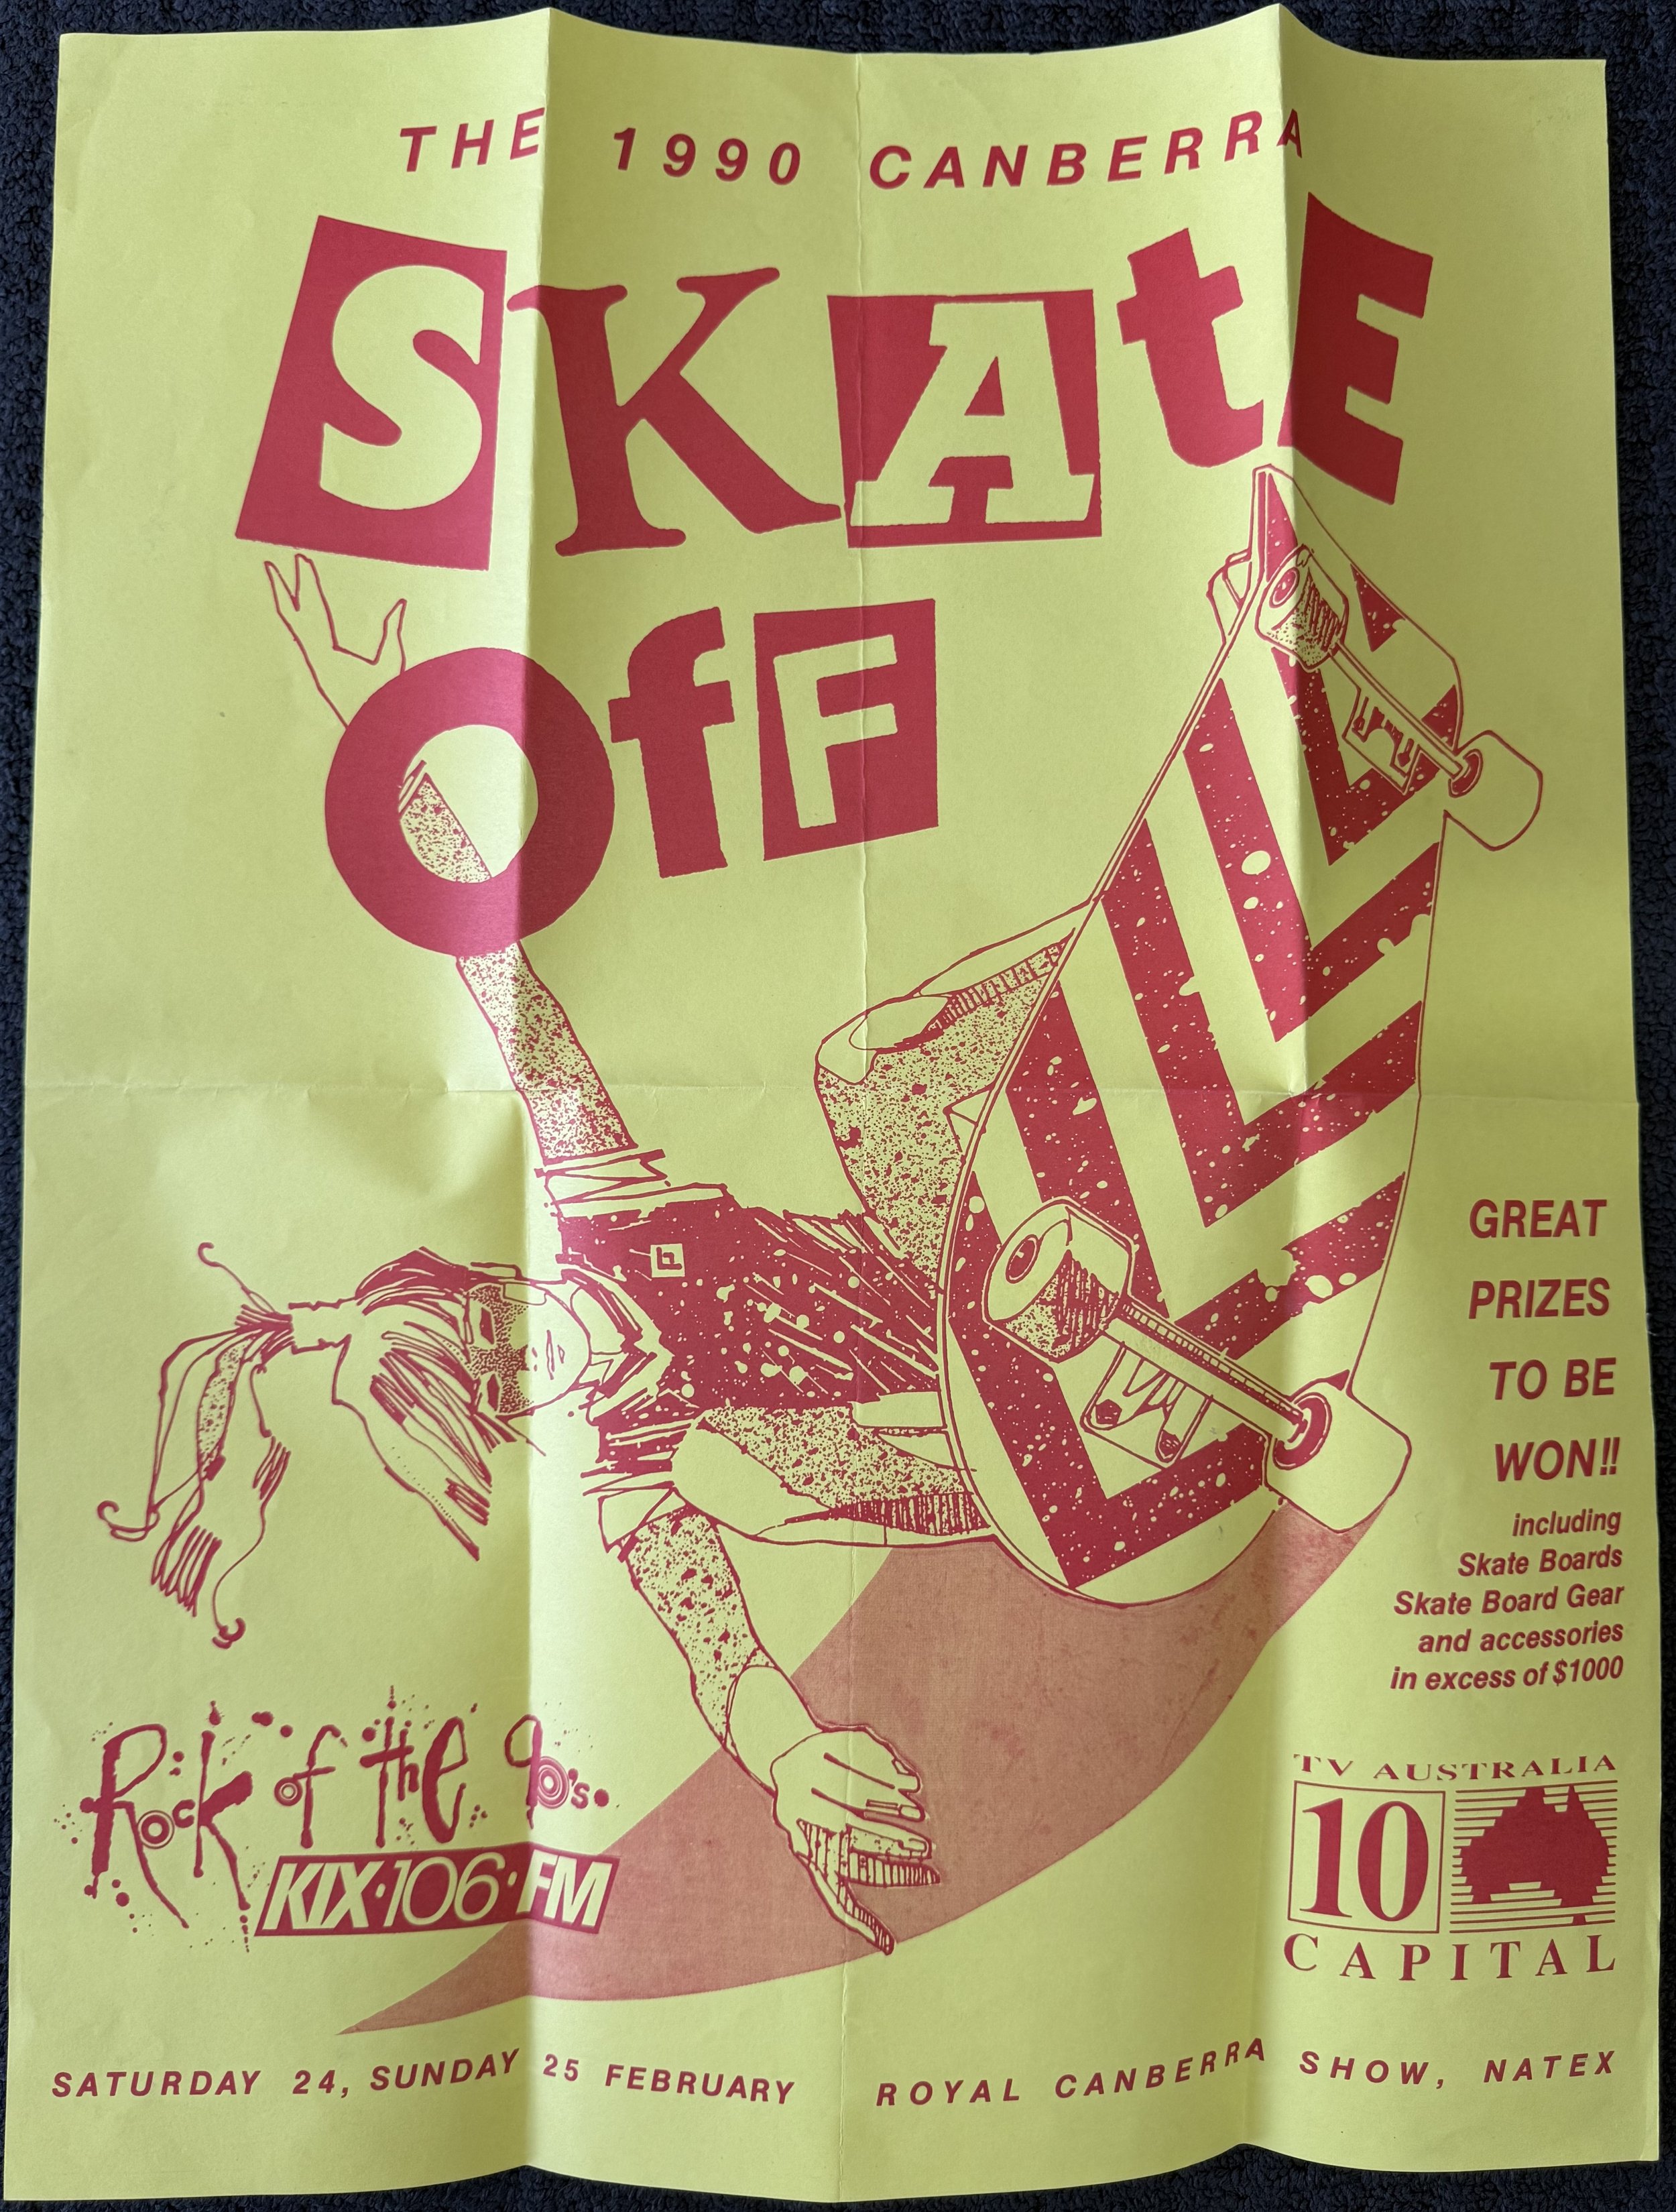 THE 1990 CANBERRA
SKAtE
OfF
GREAT
PRIZES
TO BE
WON!!
including
Skate Boards
Skate Board Gear
and accessories
in excess of $1000
Rock of the 90's
KIX·106·FM
TV AUSTRALIA
10
CAPITAL
SATURDAY 24, SUNDAY 25 FEBRUARY ROYAL CANBERRA SHOW, NATEX